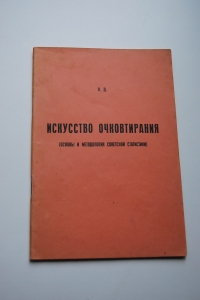 Н. В.
ИСКУССТВО ОЧКОВТИРАНИЯ
(ОСНОВЫ И МЕТОДОЛОГИЯ СОВЕТСКОЙ СТАТИСТИКИ)